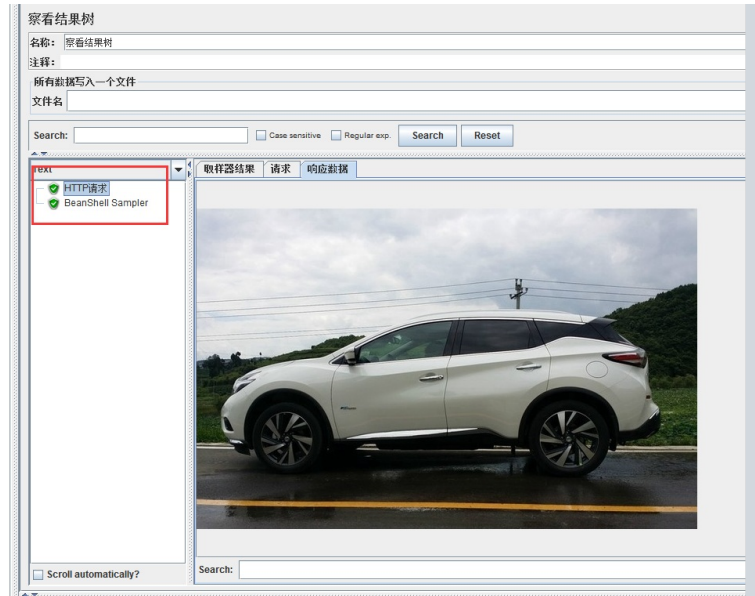 察看结果树
名称： 察看结果树
注释：
所有数据写入一个文件
文件名
Search: Case sensitive Regular exp. Search Reset
Text
取样器结果 请求 响应数据
HTTP请求
BeanShell Sampler
Scroll automatically?
Search: